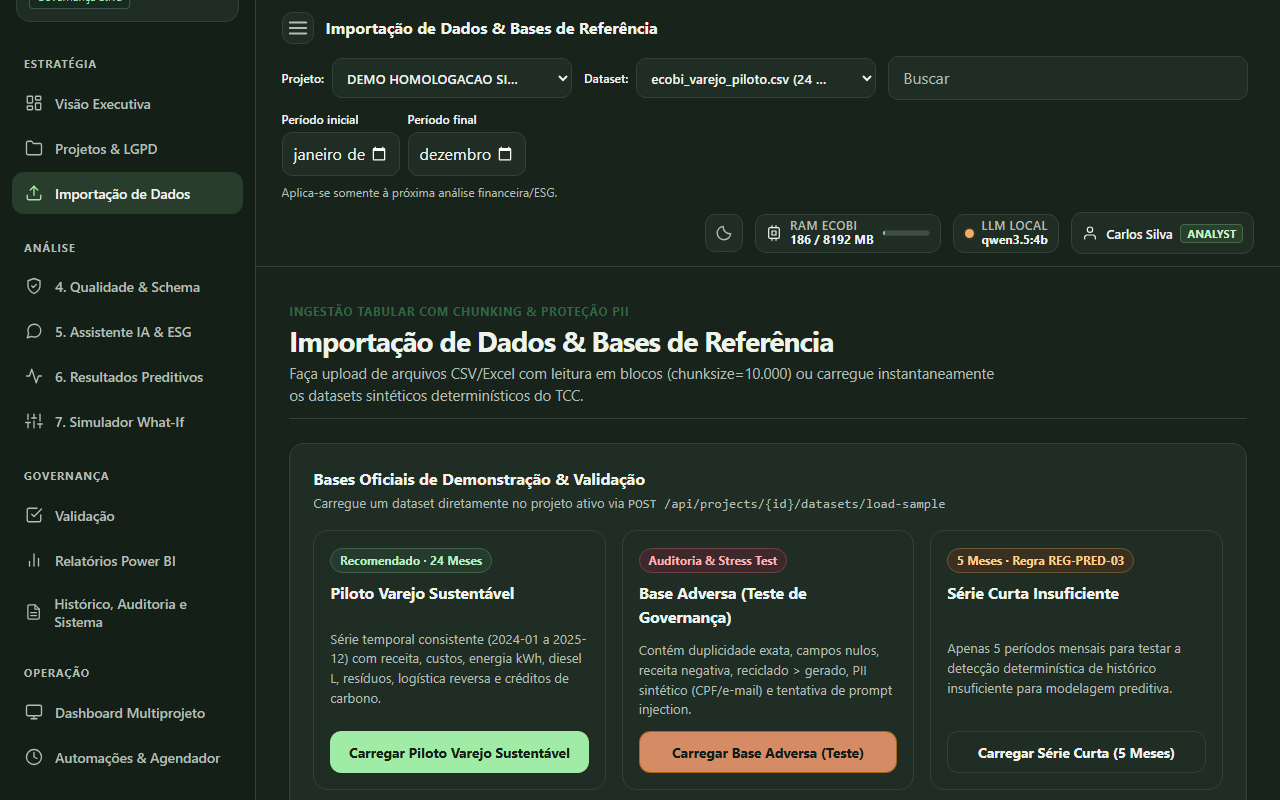 ESTRATÉGIA
Visão Executiva
Projetos & LGPD
Importação de Dados
ANÁLISE
4. Qualidade & Schema
5. Assistente IA & ESG
6. Resultados Preditivos
7. Simulador What-If
GOVERNANÇA
Validação
Relatórios Power BI
Histórico, Auditoria e
Sistema
OPERAÇÃO
Dashboard Multiprojeto
Automações & Agendador
Importação de Dados & Bases de Referência
Projeto: DEMO HOMOLOGACAO SI... Dataset: ecobi_varejo_piloto.csv (24 ... Buscar
Período inicial Período final
janeiro de dezembro
Aplica-se somente à próxima análise financeira/ESG.
RAM ECOBI
186 / 8192 MB
LLM LOCAL
qwen3.5:4b
Carlos Silva ANALYST
INGESTÃO TABULAR COM CHUNKING & PROTEÇÃO PII
Importação de Dados & Bases de Referência
Faça upload de arquivos CSV/Excel com leitura em blocos (chunksize=10.000) ou carregue instantaneamente
os datasets sintéticos determinísticos do TCC.
Bases Oficiais de Demonstração & Validação
Carregue um dataset diretamente no projeto ativo via POST /api/projects/{id}/datasets/load-sample
Recomendado · 24 Meses
Piloto Varejo Sustentável
Série temporal consistente (2024-01 a 2025-
12) com receita, custos, energia kWh, diesel
L, resíduos, logística reversa e créditos de
carbono.
Carregar Piloto Varejo Sustentável
Auditoria & Stress Test
Base Adversa (Teste de
Governança)
Contém duplicidade exata, campos nulos,
receita negativa, reciclado > gerado, PII
sintético (CPF/e-mail) e tentativa de prompt
injection.
Carregar Base Adversa (Teste)
5 Meses · Regra REG-PRED-03
Série Curta Insuficiente
Apenas 5 períodos mensais para testar a
detecção determinística de histórico
insuficiente para modelagem preditiva.
Carregar Série Curta (5 Meses)